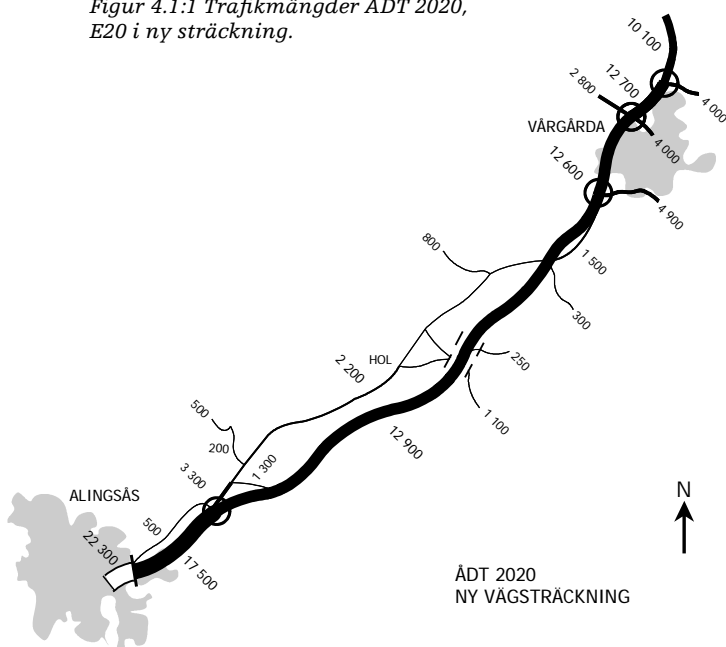 Figur 4.1:1 Trafikmängder ÅDT 2020,
E20 i ny sträckning.
10 100
12 700
2 800
4 000
VÅRGÅRDA
4 000
12 600
4 900
800
1 500
300
HOL
250
2 200
1 100
500
12 900
200
1 300
3 300
ALINGSÅS
N
500
22 300
17 500
ÅDT 2020
NY VÄGSTRÄCKNING